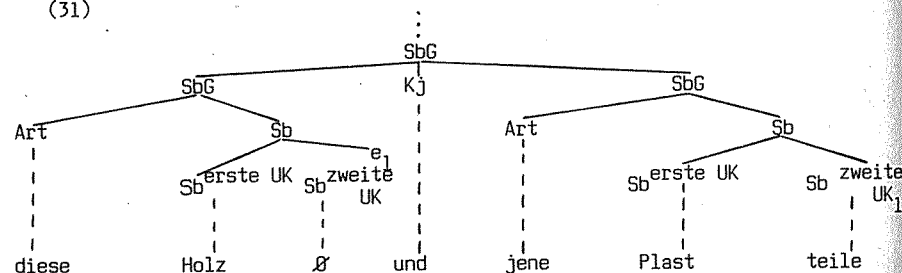 (31)
SbG
SbG Kj SbG
Art Sb Art Sb
e1
Sb erste UK Sb zweite UK Sb erste UK Sb zweite UK1
diese Holz Ø und jene Plast teile